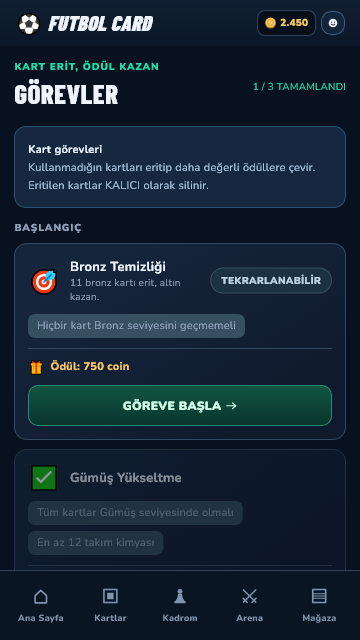 FUTBOL CARD
2.450
KART ERİT, ÖDÜL KAZAN
GÖREVLER
1 / 3 TAMAMLANDI
Kart görevleri
Kullanmadığın kartları eritip daha değerli ödüllere çevir.
Eritilen kartlar KALICI olarak silinir.
BAŞLANGIÇ
Bronz Temizliği
11 bronz kartı erit, altın
kazan.
TEKRARLANABİLİR
Hiçbir kart Bronz seviyesini geçmemeli
Ödül: 750 coin
GÖREVE BAŞLA →
Gümüş Yükseltme
Tüm kartlar Gümüş seviyesinde olmalı
En az 12 takım kimyası
Ana Sayfa
Kartlar
Kadrom
Arena
Mağaza